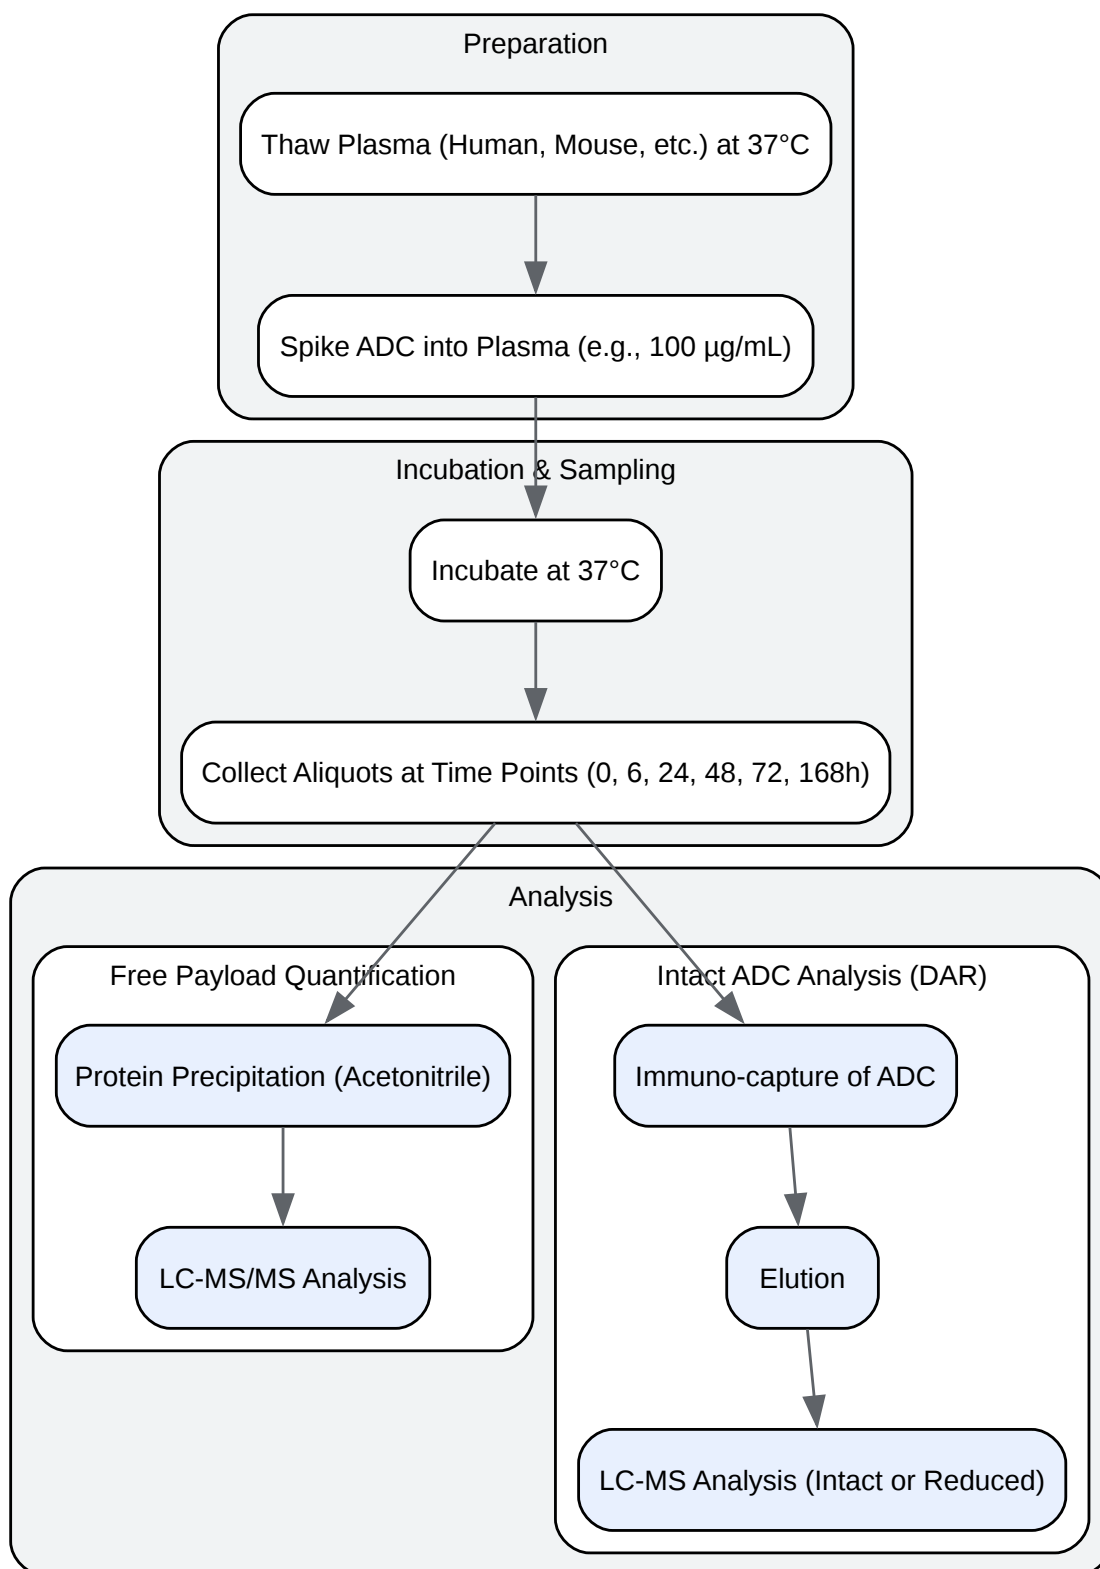 Preparation
Thaw Plasma (Human, Mouse, etc.) at 37°C
Spike ADC into Plasma (e.g., 100 µg/mL)
Incubation & Sampling
Incubate at 37°C
Collect Aliquots at Time Points (0, 6, 24, 48, 72, 168h)
Analysis
Free Payload Quantification
Protein Precipitation (Acetonitrile)
LC-MS/MS Analysis
Intact ADC Analysis (DAR)
Immuno-capture of ADC
Elution
LC-MS Analysis (Intact or Reduced)